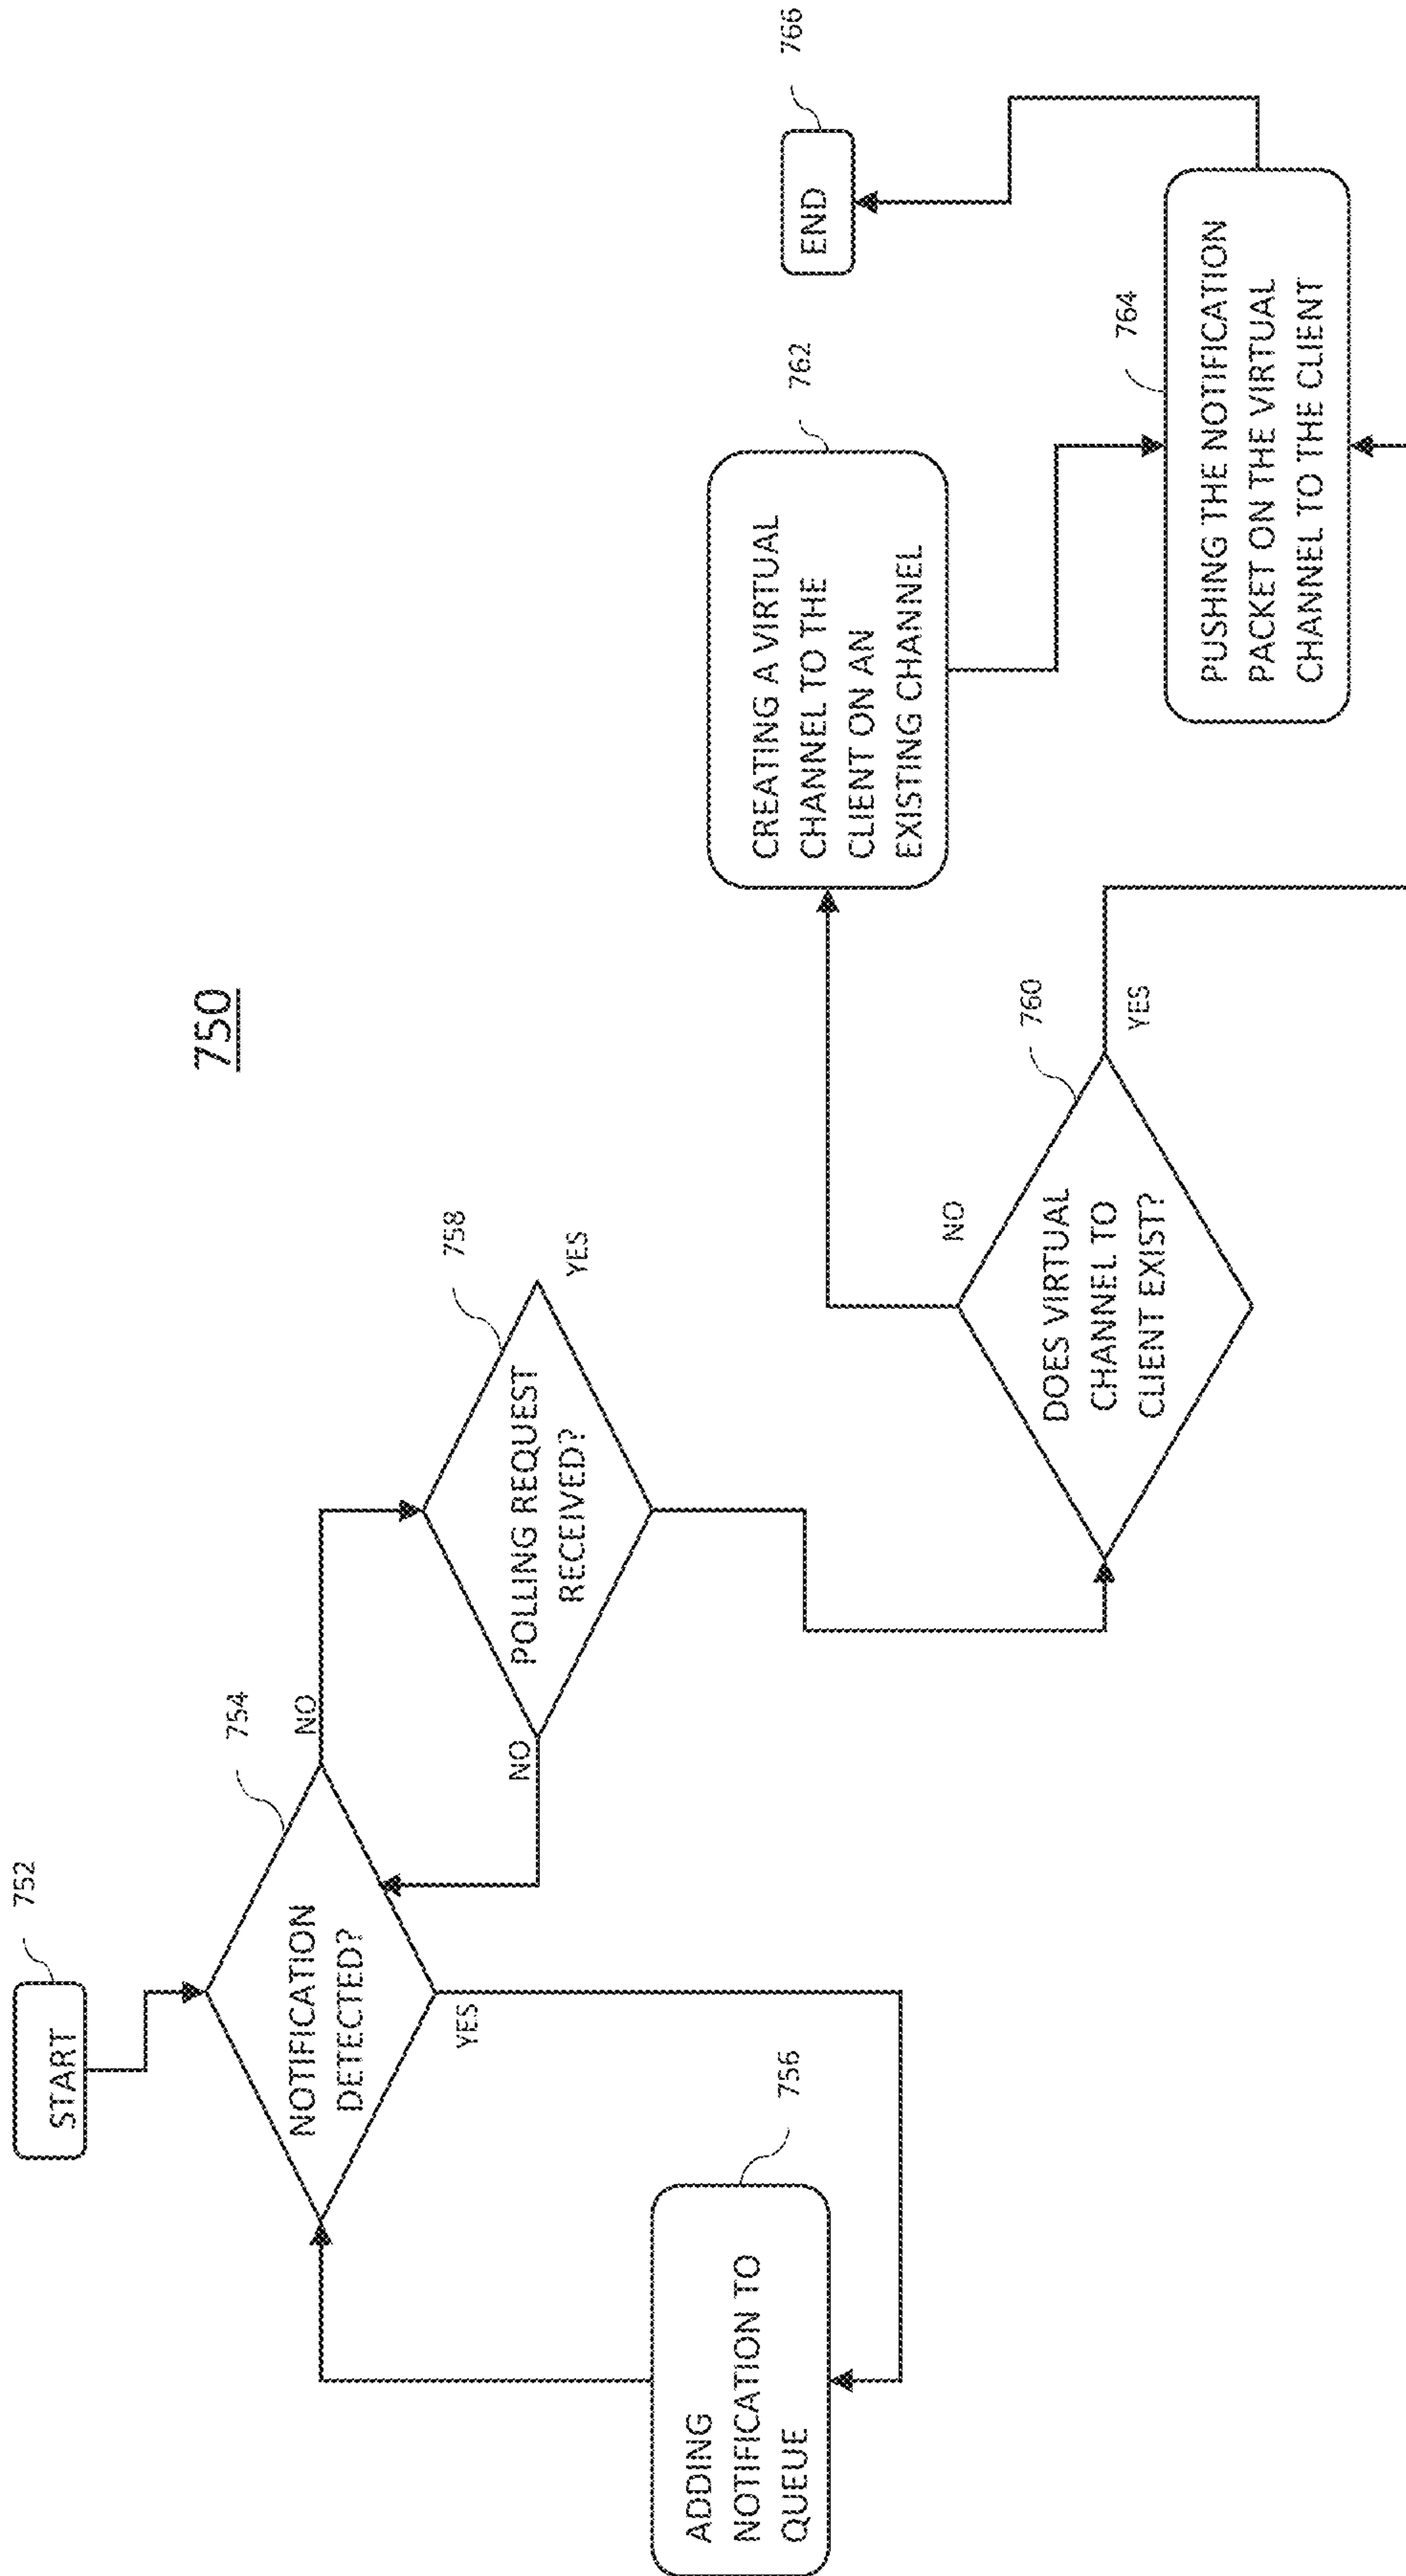 750
752
START
754
NOTIFICATION
DETECTED?
NO
YES
756
ADDING
NOTIFICATION TO
QUEUE
758
POLLING REQUEST
RECEIVED?
NO
YES
760
DOES VIRTUAL
CHANNEL TO
CLIENT EXIST?
NO
YES
762
CREATING A VIRTUAL
CHANNEL TO THE
CLIENT ON AN
EXISTING CHANNEL
764
PUSHING THE NOTIFICATION
PACKET ON THE VIRTUAL
CHANNEL TO THE CLIENT
766
END